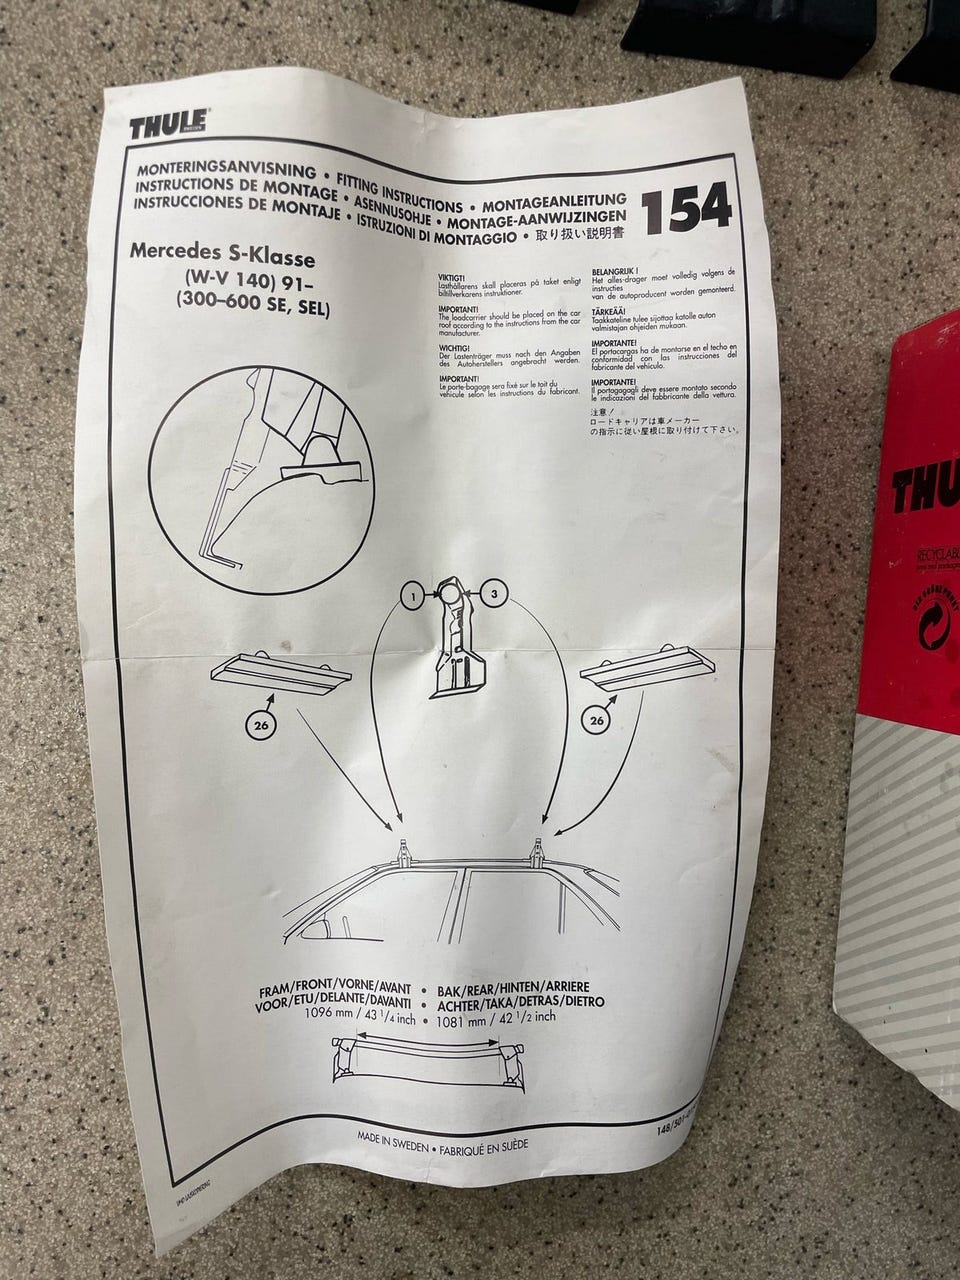 THULE
SWEDEN
MONTERINGSANVISNING • FITTING INSTRUCTIONS • MONTAGEANLEITUNG
INSTRUCTIONS DE MONTAGE • ASENNUSOHJE • MONTAGE-AANWIJZINGEN
INSTRUCCIONES DE MONTAJE • ISTRUZIONI DI MONTAGGIO • 取り扱い説明書
154
Mercedes S-Klasse
(W-V 140) 91–
(300–600 SE, SEL)
VIKTIGT!
Lasthållarens skall placeras på taket enligt
biltillverkarens instruktioner.
IMPORTANT!
The loadcarrier should be placed on the car
roof according to the instructions from the car
manufacturer.
WICHTIG!
Der Lastenträger muss nach den Angaben
des Autoherstellers angebracht werden.
IMPORTANT!
Le porte-bagage sera fixé sur le toit du
vehicule selon les instructions du fabricant.
BELANGRIJK !
Het alles-drager moet volledig volgens de
instructies
van de autoproducent worden gemonteerd.
TÄRKEÄÄ!
Taakkateline tulee sijoittaa katolle auton
valmistajan ohjeiden mukaan.
IMPORTANTE!
El portacargas ha de montarse en el techo en
conformidad con las instrucciones del
fabricante del vehículo.
IMPORTANTE!
Il portagagagli deve essere montato secondo
le indicazioni del fabbricante della vettura.
注意!
ロードキャリアは車メーカー
の指示に従い屋根に取り付けて下さい。
1
3
26
26
FRAM/FRONT/VORNE/AVANT • BAK/REAR/HINTEN/ARRIERE
VOOR/ETU/DELANTE/DAVANTI • ACHTER/TAKA/DETRAS/DIETRO
1096 mm / 43 1/4 inch • 1081 mm / 42 1/2 inch
MADE IN SWEDEN • FABRIQUÉ EN SUÈDE
THU
RECYCLAB
DER GRÜNE PUNKT